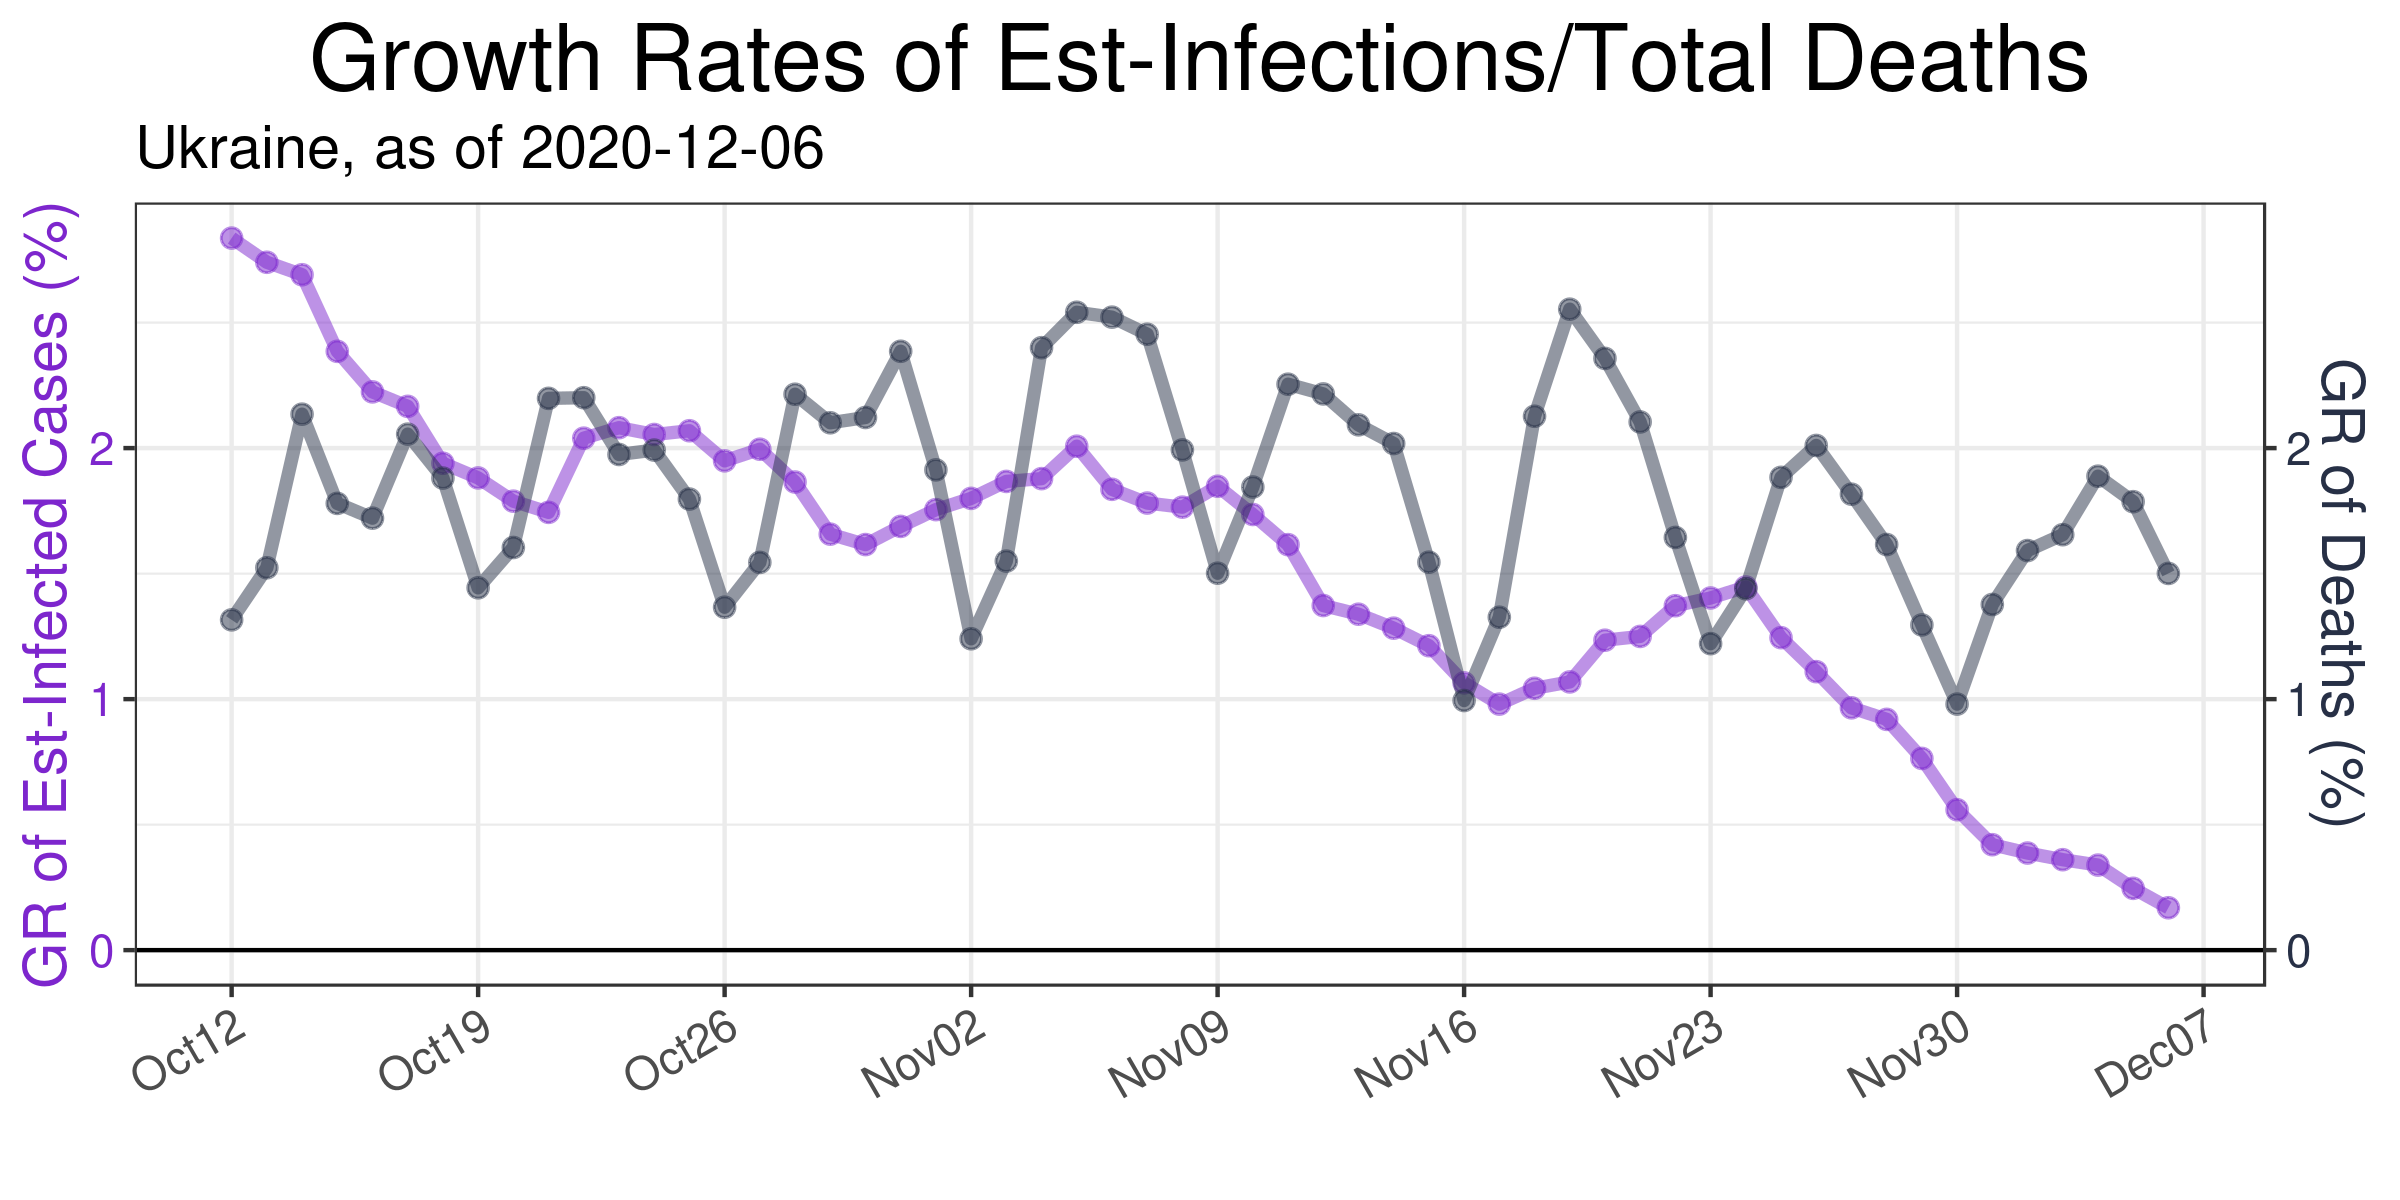 Growth Rates of Est-Infections/Total Deaths
Ukraine, as of 2020-12-06
GR of Est-Infected Cases (%)
2
1
0
2
1
0
GR of Deaths (%)
Oct12
Oct19
Oct26
Nov02
Nov09
Nov16
Nov23
Nov30
Dec07